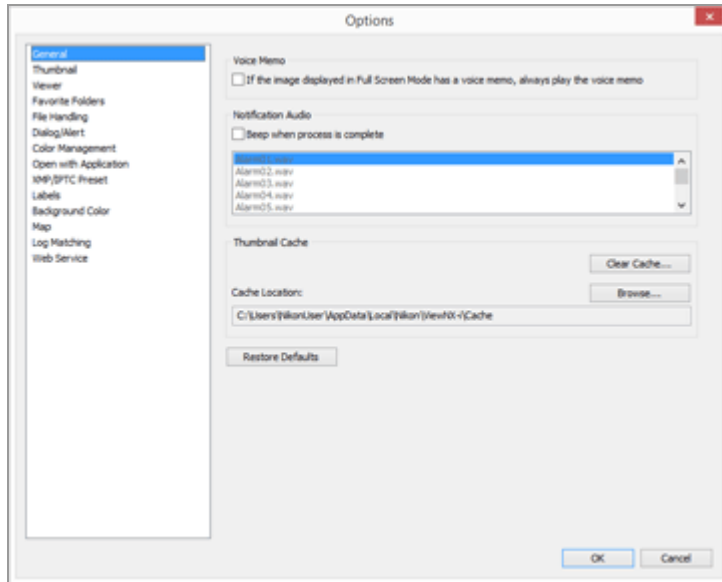 Options
General
Thumbnail
Viewer
Favorite Folders
File Handling
Dialog/Alert
Color Management
Open with Application
XMP/IPTC Preset
Labels
Background Color
Map
Log Matching
Web Service
Voice Memo
If the image displayed in Full Screen Mode has a voice memo, always play the voice memo
Notification Audio
Beep when process is complete
Alarm01.wav
Alarm02.wav
Alarm03.wav
Alarm04.wav
Alarm05.wav
Thumbnail Cache
Clear Cache...
Cache Location:
Browse...
C:\Users\NikonUser\AppData\Local\Nikon\ViewNX-i\Cache
Restore Defaults
OK
Cancel